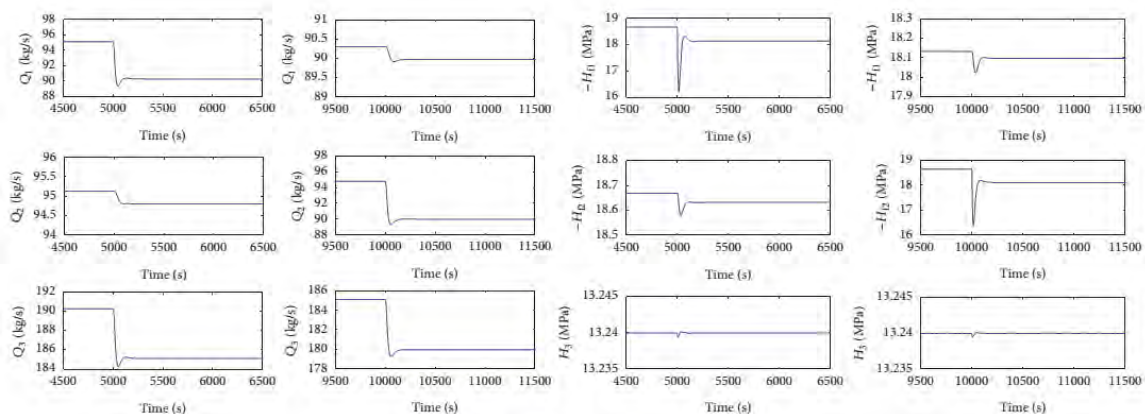 Q₁ (kg/s)
98
96
94
92
90
88
4500 5000 5500 6000 6500
Time (s)
Q₁ (kg/s)
91
90.5
90
89.5
89
9500 10000 10500 11000 11500
Time (s)
−H_f1 (MPa)
19
18
17
16
4500 5000 5500 6000 6500
Time (s)
−H_f1 (MPa)
18.3
18.2
18.1
18
17.9
9500 10000 10500 11000 11500
Time (s)
Q₂ (kg/s)
96
95.5
95
94.5
94
4500 5000 5500 6000 6500
Time (s)
Q₂ (kg/s)
98
96
94
92
90
88
9500 10000 10500 11000 11500
Time (s)
−H_f2 (MPa)
18.8
18.7
18.6
18.5
4500 5000 5500 6000 6500
Time (s)
−H_f2 (MPa)
19
18
17
16
9500 10000 10500 11000 11500
Time (s)
Q₃ (kg/s)
192
190
188
186
184
4500 5000 5500 6000 6500
Time (s)
Q₃ (kg/s)
186
184
182
180
178
9500 10000 10500 11000 11500
Time (s)
H₃ (MPa)
13.245
13.24
13.235
4500 5000 5500 6000 6500
Time (s)
H₃ (MPa)
13.245
13.24
13.235
9500 10000 10500 11000 11500
Time (s)